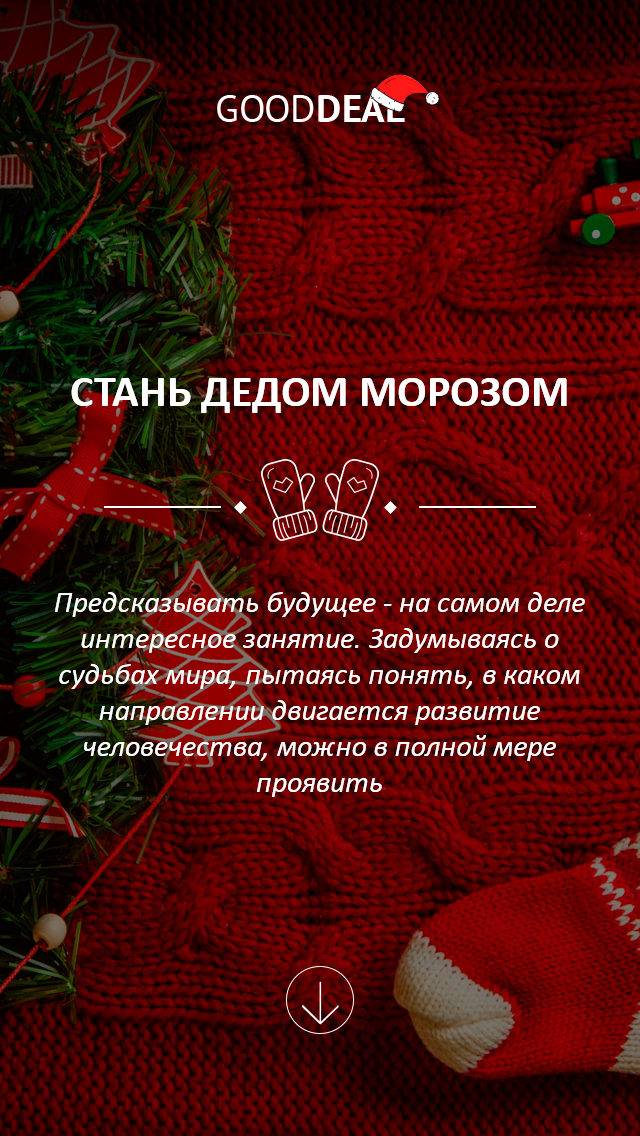 GOODDEAL
СТАНЬ ДЕДОМ МОРОЗОМ
Предсказывать будущее - на самом деле
интересное занятие. Задумываясь о
судьбах мира, пытаясь понять, в каком
направлении двигается развитие
человечества, можно в полной мере
проявить